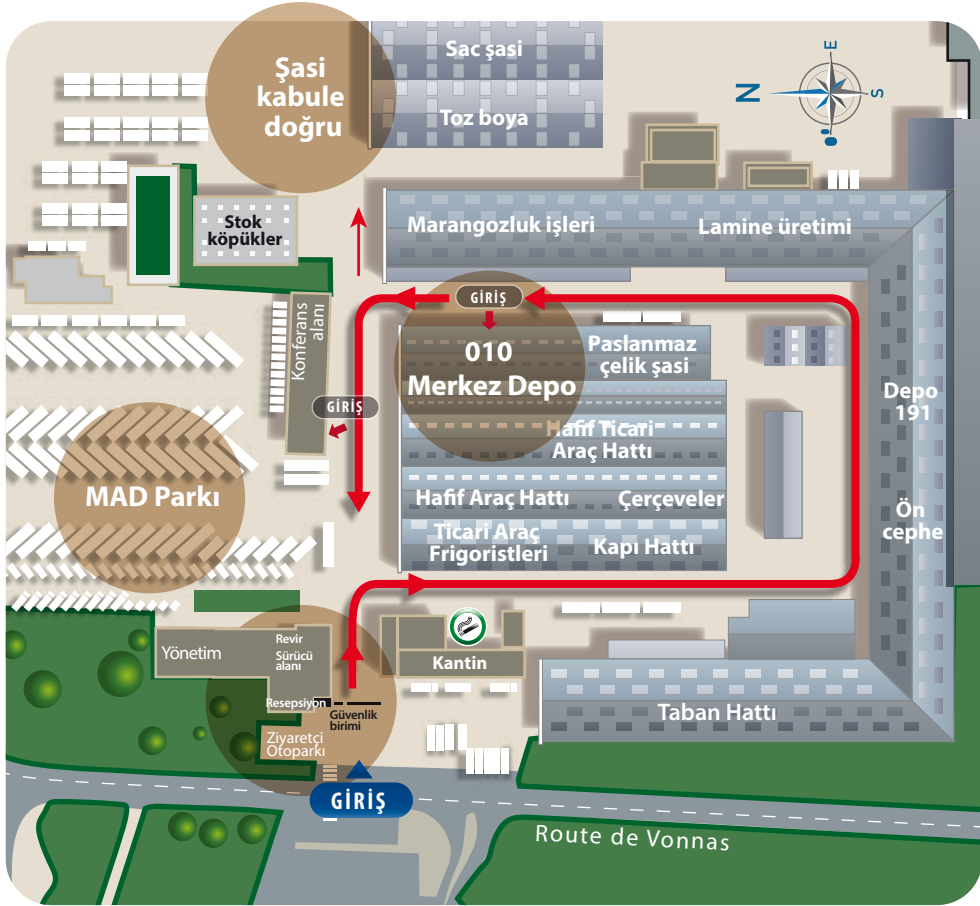 Şasi
kabule
doğru
Sac şasi
Toz boya
N
E
S
O
Stok
köpükler
Marangozluk işleri
Lamine üretimi
GİRİŞ
010
Merkez Depo
Paslanmaz
çelik şasi
Konferans
alanı
GİRİŞ
Hafif Ticari
Araç Hattı
Depo
191
MAD Parkı
Hafif Araç Hattı
Çerçeveler
Ticari Araç
Frigoristleri
Kapı Hattı
Ön
cephe
Yönetim
Revir
Sürücü
alanı
Resepsiyon
Güvenlik
birimi
Ziyaretçi
Otoparkı
Kantin
Taban Hattı
GİRİŞ
Route de Vonnas